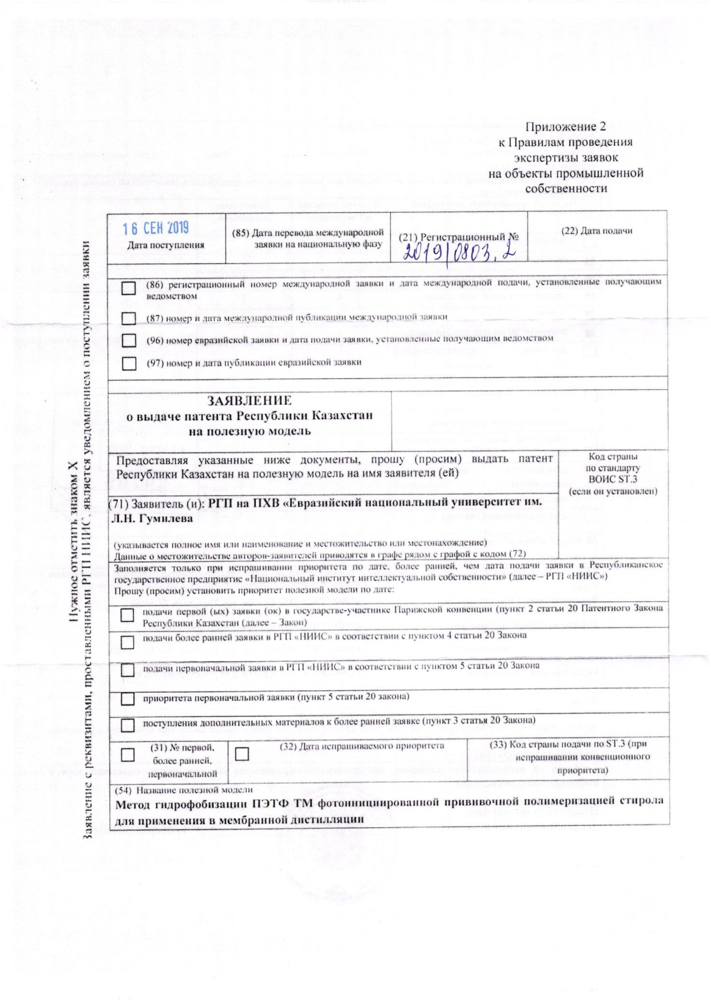 Приложение 2
к Правилам проведения
экспертизы заявок
на объекты промышленной
собственности
16 СЕН 2019
Дата поступления
(85) Дата перевода международной
заявки на национальную фазу
(21) Регистрационный №
2019/0803.2
(22) Дата подачи
(86) регистрационный номер международной заявки и дата международной подачи, установленные получающим
ведомством
(87) номер и дата международной публикации международной заявки
(96) номер евразийской заявки и дата подачи заявки, установленные получающим ведомством
(97) номер и дата публикации евразийской заявки
ЗАЯВЛЕНИЕ
о выдаче патента Республики Казахстан
на полезную модель
Предоставляя указанные ниже документы, прошу (просим) выдать патент
Республики Казахстан на полезную модель на имя заявителя (ей)
Код страны
по стандарту
ВОИС ST.3
(если он установлен)
(71) Заявитель (и): РГП на ПХВ «Евразийский национальный университет им.
Л.Н. Гумилева
(указывается полное имя или наименование и местожительство или местонахождение)
Данные о местожительстве авторов-заявителей приводятся в графе рядом с графой с кодом (72)
Заполняется только при испрашивании приоритета по дате, более ранней, чем дата подачи заявки в Республиканское
государственное предприятие «Национальный институт интеллектуальной собственности» (далее – РГП «НИИС»)
Прошу (просим) установить приоритет полезной модели по дате:
подачи первой (ых) заявки (ок) в государстве-участнике Парижской конвенции (пункт 2 статьи 20 Патентного Закона
Республики Казахстан (далее – Закон)
подачи более ранней заявки в РГП «НИИС» в соответствии с пунктом 4 статьи 20 Закона
подачи первоначальной заявки в РГП «НИИС» в соответствии с пунктом 5 статьи 20 Закона
приоритета первоначальной заявки (пункт 5 статьи 20 закона)
поступления дополнительных материалов к более ранней заявке (пункт 3 статья 20 Закона)
(31) № первой,
более ранней,
первоначальной
(32) Дата испрашиваемого приоритета
(33) Код страны подачи по ST.3 (при
испрашивании конвенционного
приоритета)
(54) Название полезной модели
Метод гидрофобизации ПЭТФ ТМ фотоинициированной прививочной полимеризацией стирола
для применения в мембранной дистилляции
Нужное отметить знаком X
Заявление с реквизитами, проставленными РГП НИИС, является уведомлением о поступлении заявки